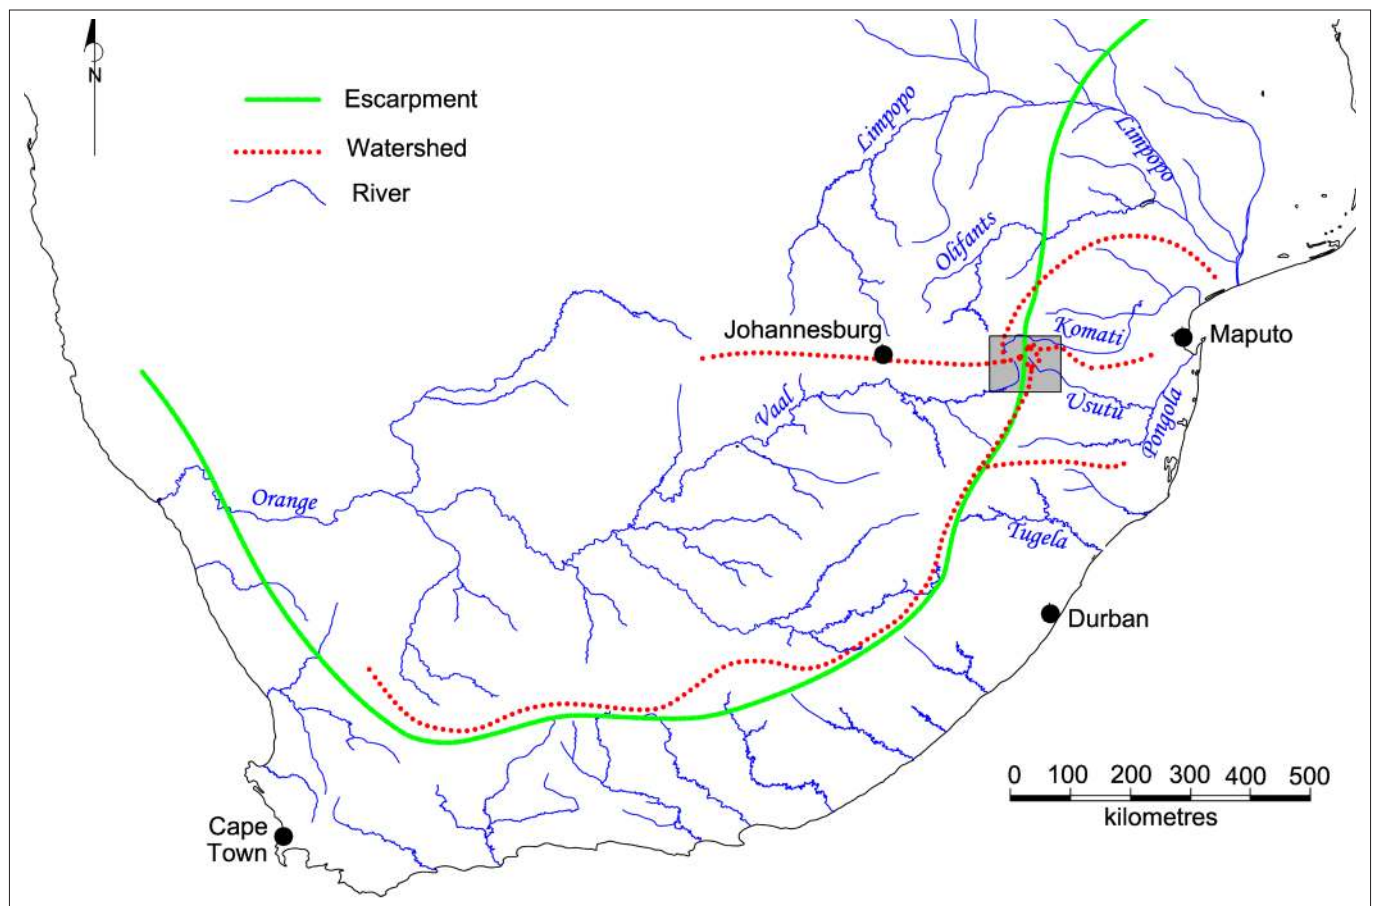 N
Escarpment
Watershed
River
Limpopo
Limpopo
Olifants
Komati
Johannesburg
Maputo
Vaal
Usutu
Pongola
Orange
Tugela
Durban
0 100 200 300 400 500
kilometres
Cape
Town